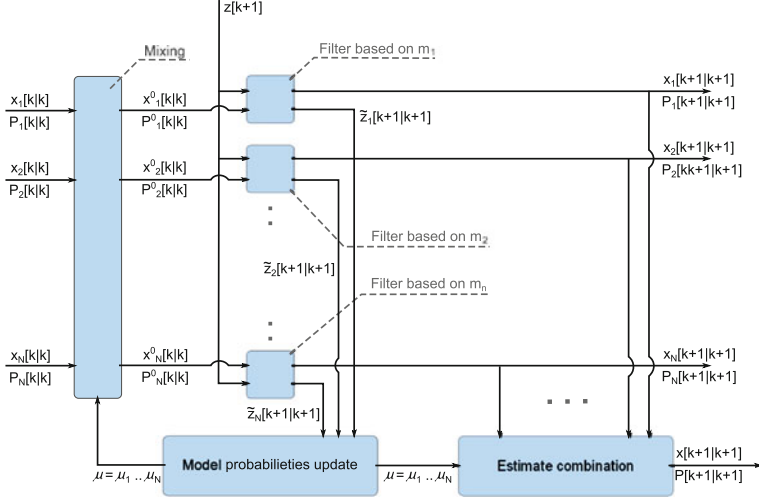 z[k+1]
Mixing
Filter based on m1
x1[k|k]
P1[k|k]
x⁰1[k|k]
P⁰1[k|k]
x1[k+1|k+1]
P1[k+1|k+1]
z̃1[k+1|k+1]
x2[k|k]
P2[k|k]
x⁰2[k|k]
P⁰2[k|k]
x2[k+1|k+1]
P2[kk+1|k+1]
Filter based on m2
z̃2[k+1|k+1]
Filter based on mn
xN[k|k]
PN[k|k]
x⁰N[k|k]
P⁰N[k|k]
xN[k+1|k+1]
PN[k+1|k+1]
z̃N[k+1|k+1]
μ = μ1 .. μN
Model probabilieties update
μ = μ1 .. μN
Estimate combination
x[k+1|k+1]
P[k+1|k+1]